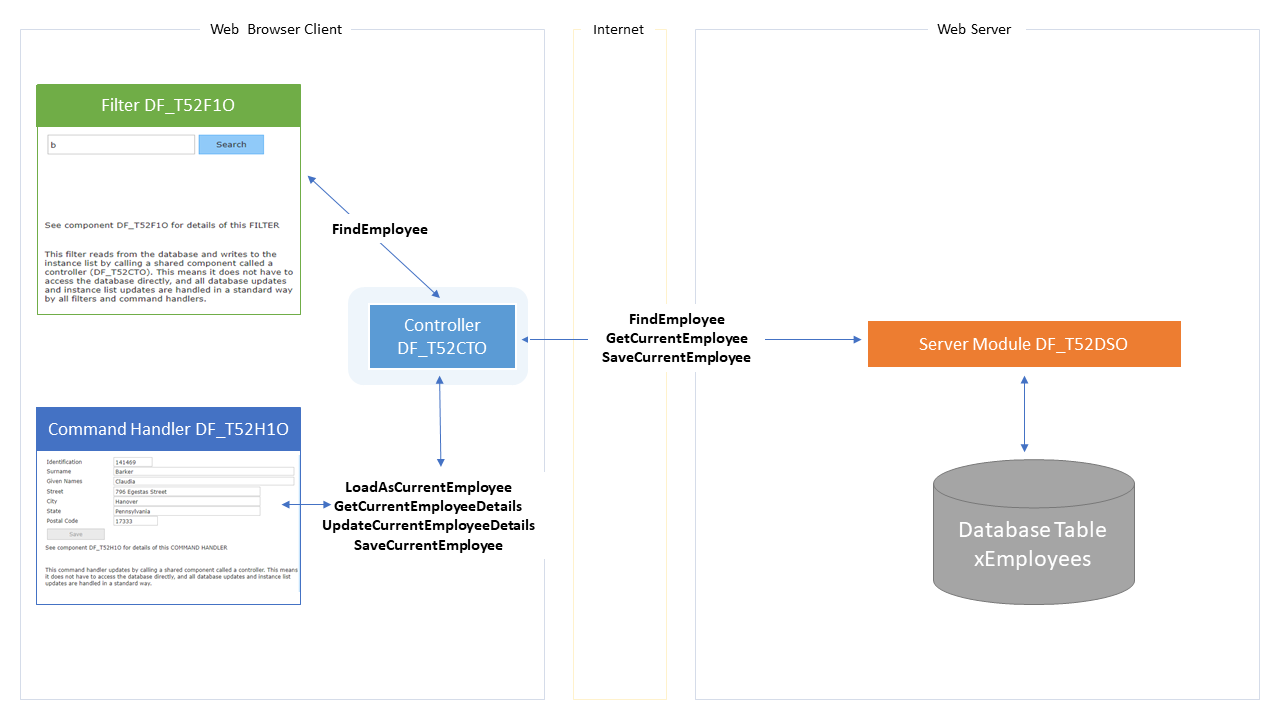 Web  Browser Client
Internet
Web Server
Filter DF_T52F1O
b
Search
See component DF_T52F1O for details of this FILTER
This filter reads from the database and writes to the
instance list by calling a shared component called a
controller (DF_T52CTO). This means it does not have to
access the database directly, and all database updates
and instance list updates are handled in a standard way
by all filters and command handlers.
FindEmployee
Controller
DF_T52CTO
FindEmployee
GetCurrentEmployee
SaveCurrentEmployee
Server Module DF_T52DSO
Command Handler DF_T52H1O
Identification 141469
Surname Barker
Given Names Claudia
Street 796 Egestas Street
City Hanover
State Pennsylvania
Postal Code 17333
Save
See component DF_T52H1O for details of this COMMAND HANDLER
This command handler updates by calling a shared component called a controller. This means
it does not have to access the database directly, and all database updates and instance list
updates are handled in a standard way.
LoadAsCurrentEmployee
GetCurrentEmployeeDetails
UpdateCurrentEmployeeDetails
SaveCurrentEmployee
Database Table
xEmployees